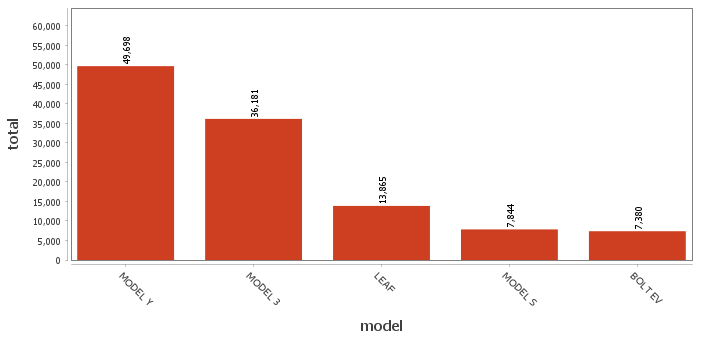 60,000
55,000
50,000
45,000
40,000
35,000
30,000
25,000
20,000
15,000
10,000
5,000
0
total
49,698
36,181
13,865
7,844
7,380
MODEL Y
MODEL 3
LEAF
MODEL S
BOLT EV
model